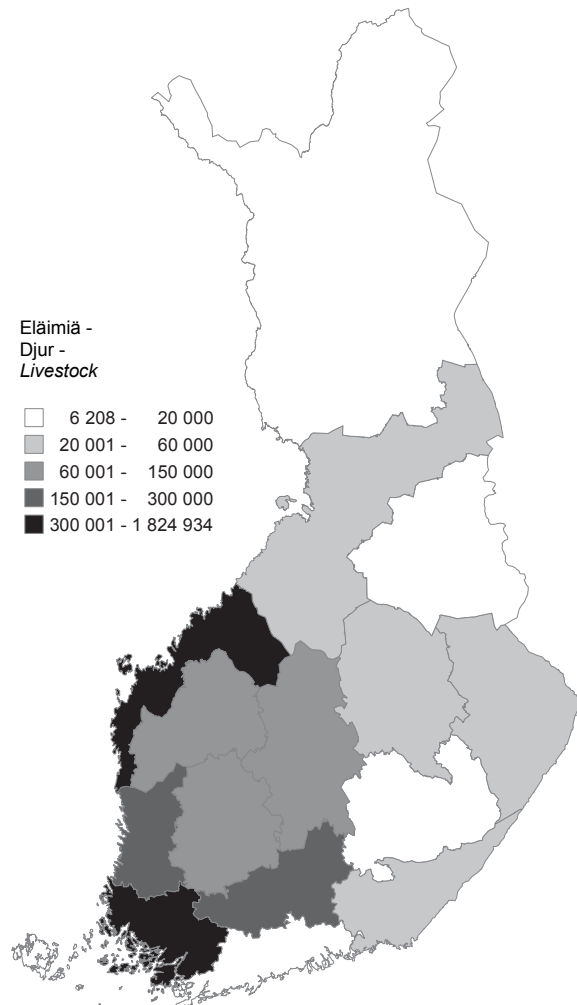 Eläimiä -
Djur -
Livestock
6 208 - 20 000
20 001 - 60 000
60 001 - 150 000
150 001 - 300 000
300 001 - 1 824 934